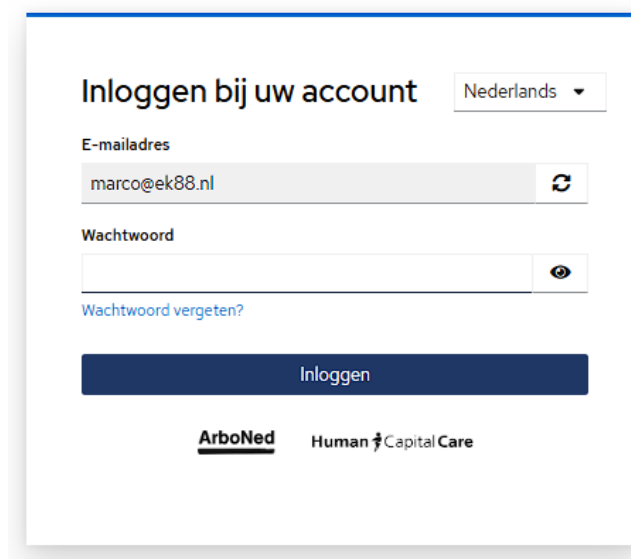 Inloggen bij uw account
Nederlands
E-mailadres
marco@ek88.nl
Wachtwoord
Wachtwoord vergeten?
Inloggen
ArboNed
Human Capital Care